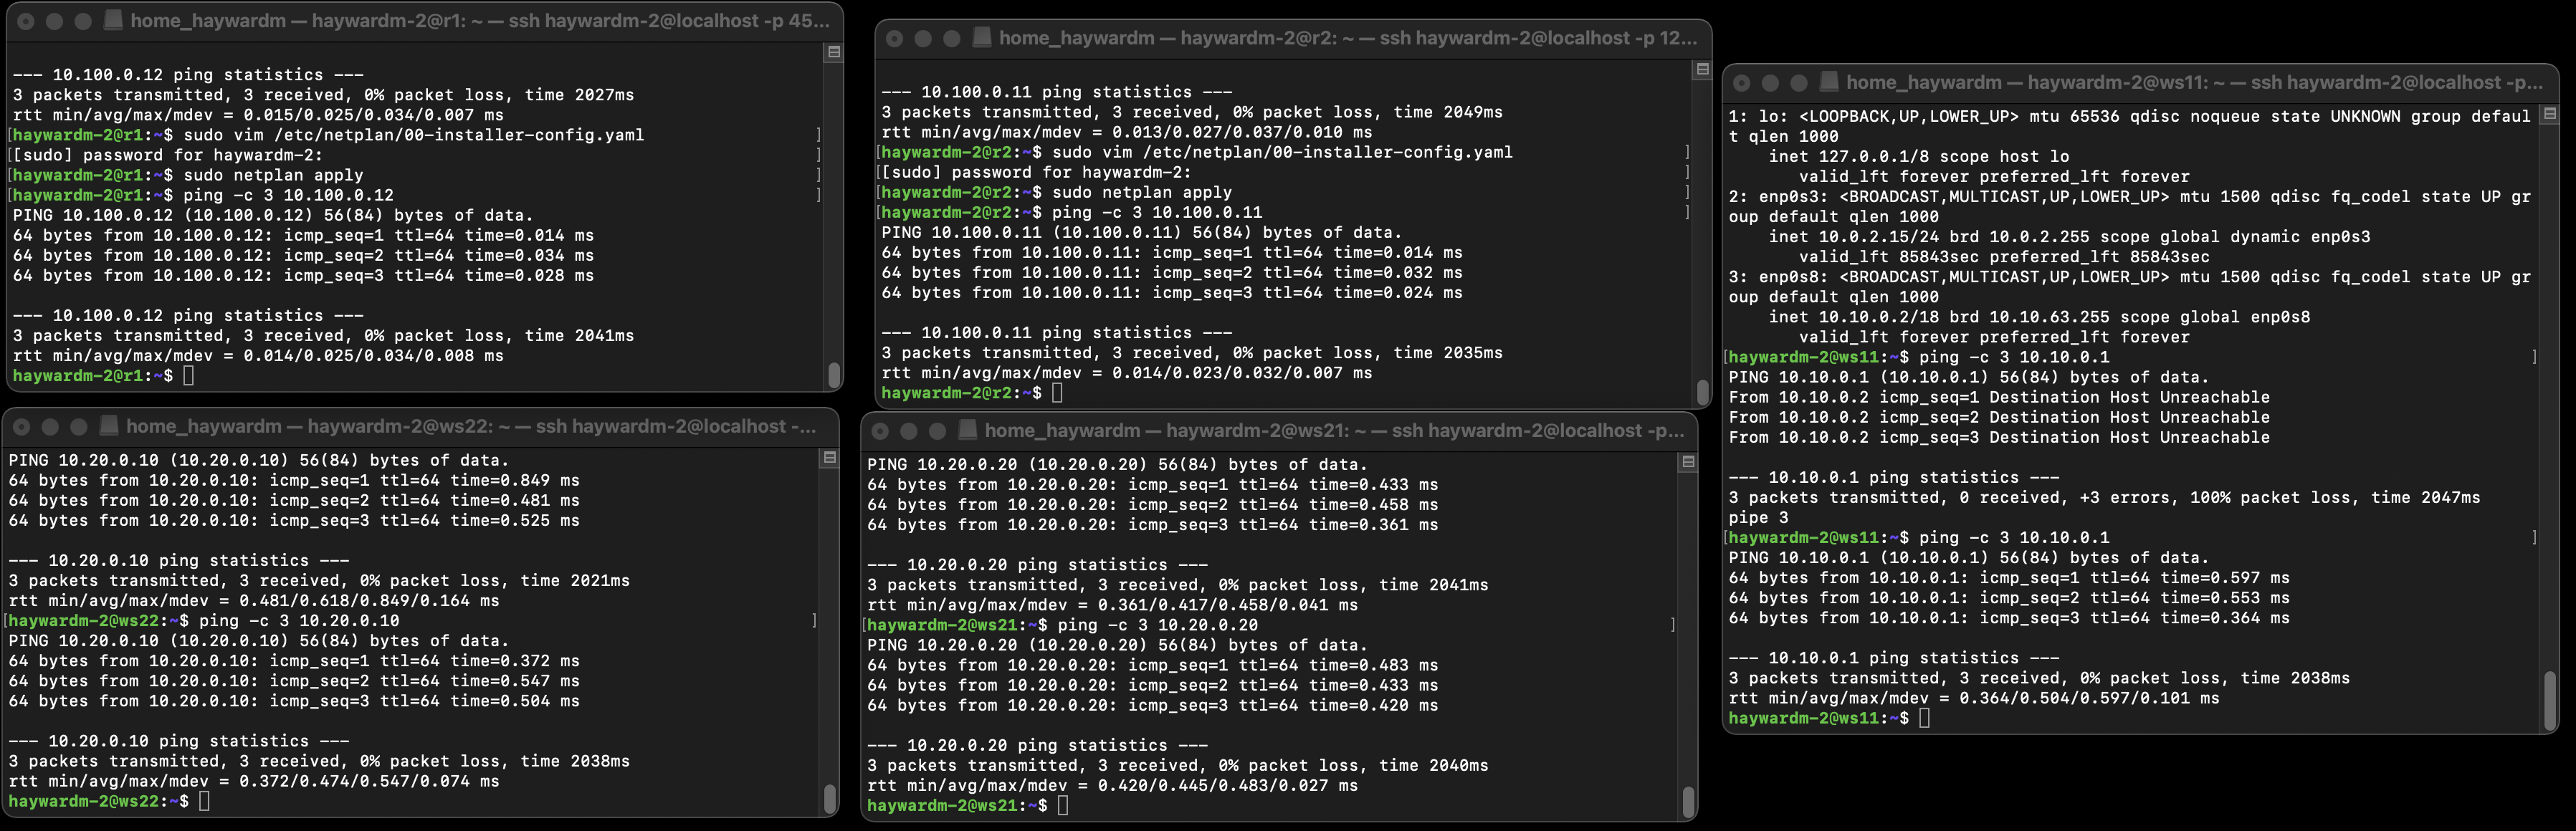 home_haywardm — haywardm-2@r1: ~ — ssh haywardm-2@localhost -p 45...
--- 10.100.0.12 ping statistics ---
3 packets transmitted, 3 received, 0% packet loss, time 2027ms
rtt min/avg/max/mdev = 0.015/0.025/0.034/0.007 ms
[haywardm-2@r1:~$ sudo vim /etc/netplan/00-installer-config.yaml ]
[[sudo] password for haywardm-2: ]
[haywardm-2@r1:~$ sudo netplan apply ]
[haywardm-2@r1:~$ ping -c 3 10.100.0.12 ]
PING 10.100.0.12 (10.100.0.12) 56(84) bytes of data.
64 bytes from 10.100.0.12: icmp_seq=1 ttl=64 time=0.014 ms
64 bytes from 10.100.0.12: icmp_seq=2 ttl=64 time=0.034 ms
64 bytes from 10.100.0.12: icmp_seq=3 ttl=64 time=0.028 ms
--- 10.100.0.12 ping statistics ---
3 packets transmitted, 3 received, 0% packet loss, time 2041ms
rtt min/avg/max/mdev = 0.014/0.025/0.034/0.008 ms
haywardm-2@r1:~$
home_haywardm — haywardm-2@r2: ~ — ssh haywardm-2@localhost -p 12...
--- 10.100.0.11 ping statistics ---
3 packets transmitted, 3 received, 0% packet loss, time 2049ms
rtt min/avg/max/mdev = 0.013/0.027/0.037/0.010 ms
[haywardm-2@r2:~$ sudo vim /etc/netplan/00-installer-config.yaml ]
[[sudo] password for haywardm-2: ]
[haywardm-2@r2:~$ sudo netplan apply ]
[haywardm-2@r2:~$ ping -c 3 10.100.0.11 ]
PING 10.100.0.11 (10.100.0.11) 56(84) bytes of data.
64 bytes from 10.100.0.11: icmp_seq=1 ttl=64 time=0.014 ms
64 bytes from 10.100.0.11: icmp_seq=2 ttl=64 time=0.032 ms
64 bytes from 10.100.0.11: icmp_seq=3 ttl=64 time=0.024 ms
--- 10.100.0.11 ping statistics ---
3 packets transmitted, 3 received, 0% packet loss, time 2035ms
rtt min/avg/max/mdev = 0.014/0.023/0.032/0.007 ms
haywardm-2@r2:~$
home_haywardm — haywardm-2@ws11: ~ — ssh haywardm-2@localhost -p...
1: lo: <LOOPBACK,UP,LOWER_UP> mtu 65536 qdisc noqueue state UNKNOWN group defaul
t qlen 1000
inet 127.0.0.1/8 scope host lo
valid_lft forever preferred_lft forever
2: enp0s3: <BROADCAST,MULTICAST,UP,LOWER_UP> mtu 1500 qdisc fq_codel state UP gr
oup default qlen 1000
inet 10.0.2.15/24 brd 10.0.2.255 scope global dynamic enp0s3
valid_lft 85843sec preferred_lft 85843sec
3: enp0s8: <BROADCAST,MULTICAST,UP,LOWER_UP> mtu 1500 qdisc fq_codel state UP gr
oup default qlen 1000
inet 10.10.0.2/18 brd 10.10.63.255 scope global enp0s8
valid_lft forever preferred_lft forever
[haywardm-2@ws11:~$ ping -c 3 10.10.0.1 ]
PING 10.10.0.1 (10.10.0.1) 56(84) bytes of data.
From 10.10.0.2 icmp_seq=1 Destination Host Unreachable
From 10.10.0.2 icmp_seq=2 Destination Host Unreachable
From 10.10.0.2 icmp_seq=3 Destination Host Unreachable
--- 10.10.0.1 ping statistics ---
3 packets transmitted, 0 received, +3 errors, 100% packet loss, time 2047ms
pipe 3
[haywardm-2@ws11:~$ ping -c 3 10.10.0.1 ]
PING 10.10.0.1 (10.10.0.1) 56(84) bytes of data.
64 bytes from 10.10.0.1: icmp_seq=1 ttl=64 time=0.597 ms
64 bytes from 10.10.0.1: icmp_seq=2 ttl=64 time=0.553 ms
64 bytes from 10.10.0.1: icmp_seq=3 ttl=64 time=0.364 ms
--- 10.10.0.1 ping statistics ---
3 packets transmitted, 3 received, 0% packet loss, time 2038ms
rtt min/avg/max/mdev = 0.364/0.504/0.597/0.101 ms
haywardm-2@ws11:~$
home_haywardm — haywardm-2@ws22: ~ — ssh haywardm-2@localhost -...
PING 10.20.0.10 (10.20.0.10) 56(84) bytes of data.
64 bytes from 10.20.0.10: icmp_seq=1 ttl=64 time=0.849 ms
64 bytes from 10.20.0.10: icmp_seq=2 ttl=64 time=0.481 ms
64 bytes from 10.20.0.10: icmp_seq=3 ttl=64 time=0.525 ms
--- 10.20.0.10 ping statistics ---
3 packets transmitted, 3 received, 0% packet loss, time 2021ms
rtt min/avg/max/mdev = 0.481/0.618/0.849/0.164 ms
[haywardm-2@ws22:~$ ping -c 3 10.20.0.10 ]
PING 10.20.0.10 (10.20.0.10) 56(84) bytes of data.
64 bytes from 10.20.0.10: icmp_seq=1 ttl=64 time=0.372 ms
64 bytes from 10.20.0.10: icmp_seq=2 ttl=64 time=0.547 ms
64 bytes from 10.20.0.10: icmp_seq=3 ttl=64 time=0.504 ms
--- 10.20.0.10 ping statistics ---
3 packets transmitted, 3 received, 0% packet loss, time 2038ms
rtt min/avg/max/mdev = 0.372/0.474/0.547/0.074 ms
haywardm-2@ws22:~$
home_haywardm — haywardm-2@ws21: ~ — ssh haywardm-2@localhost -p...
PING 10.20.0.20 (10.20.0.20) 56(84) bytes of data.
64 bytes from 10.20.0.20: icmp_seq=1 ttl=64 time=0.433 ms
64 bytes from 10.20.0.20: icmp_seq=2 ttl=64 time=0.458 ms
64 bytes from 10.20.0.20: icmp_seq=3 ttl=64 time=0.361 ms
--- 10.20.0.20 ping statistics ---
3 packets transmitted, 3 received, 0% packet loss, time 2041ms
rtt min/avg/max/mdev = 0.361/0.417/0.458/0.041 ms
[haywardm-2@ws21:~$ ping -c 3 10.20.0.20 ]
PING 10.20.0.20 (10.20.0.20) 56(84) bytes of data.
64 bytes from 10.20.0.20: icmp_seq=1 ttl=64 time=0.483 ms
64 bytes from 10.20.0.20: icmp_seq=2 ttl=64 time=0.433 ms
64 bytes from 10.20.0.20: icmp_seq=3 ttl=64 time=0.420 ms
--- 10.20.0.20 ping statistics ---
3 packets transmitted, 3 received, 0% packet loss, time 2040ms
rtt min/avg/max/mdev = 0.420/0.445/0.483/0.027 ms
haywardm-2@ws21:~$